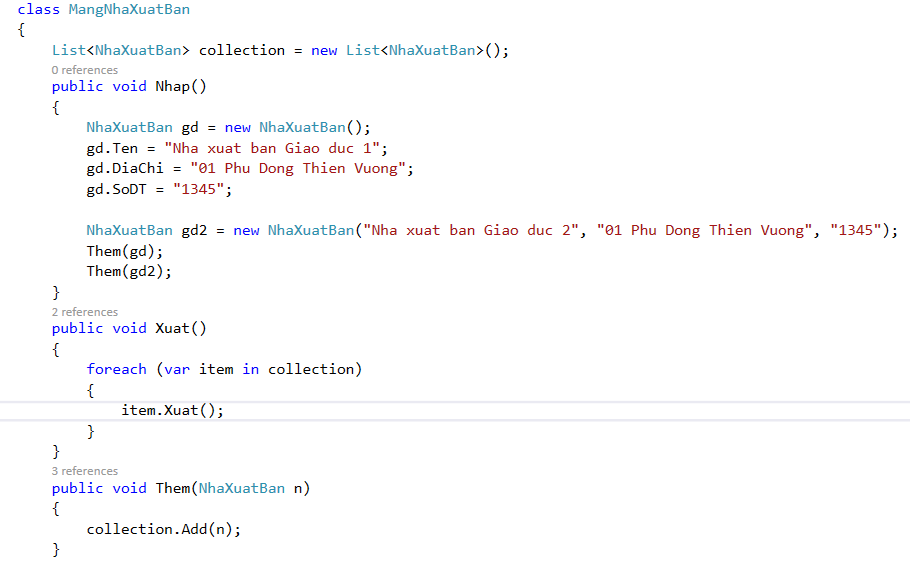 class MangNhaXuatBan
{
    List<NhaXuatBan> collection = new List<NhaXuatBan>();
    0 references
    public void Nhap()
    {
        NhaXuatBan gd = new NhaXuatBan();
        gd.Ten = "Nha xuat ban Giao duc 1";
        gd.DiaChi = "01 Phu Dong Thien Vuong";
        gd.SoDT = "1345";

        NhaXuatBan gd2 = new NhaXuatBan("Nha xuat ban Giao duc 2", "01 Phu Dong Thien Vuong", "1345");
        Them(gd);
        Them(gd2);
    }
    2 references
    public void Xuat()
    {
        foreach (var item in collection)
        {
            item.Xuat();
        }
    }
    3 references
    public void Them(NhaXuatBan n)
    {
        collection.Add(n);
    }